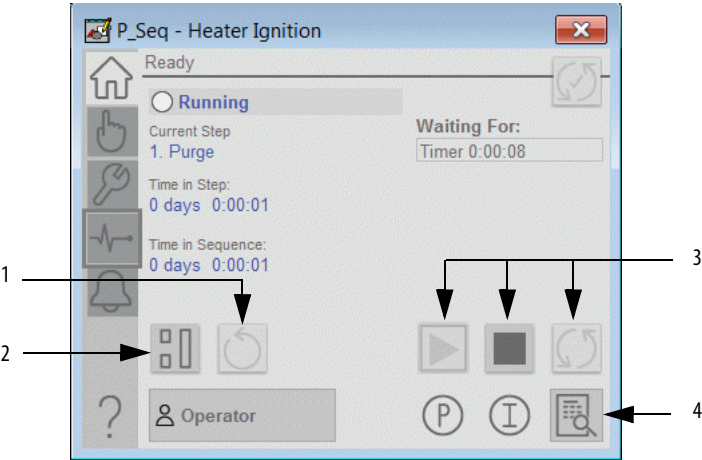 P_Seq - Heater Ignition
Ready
Running
Current Step
1. Purge
Waiting For:
Timer 0:00:08
Time in Step:
0 days 0:00:01
Time in Sequence:
0 days 0:00:01
1
2
3
4
?
Operator
P
I